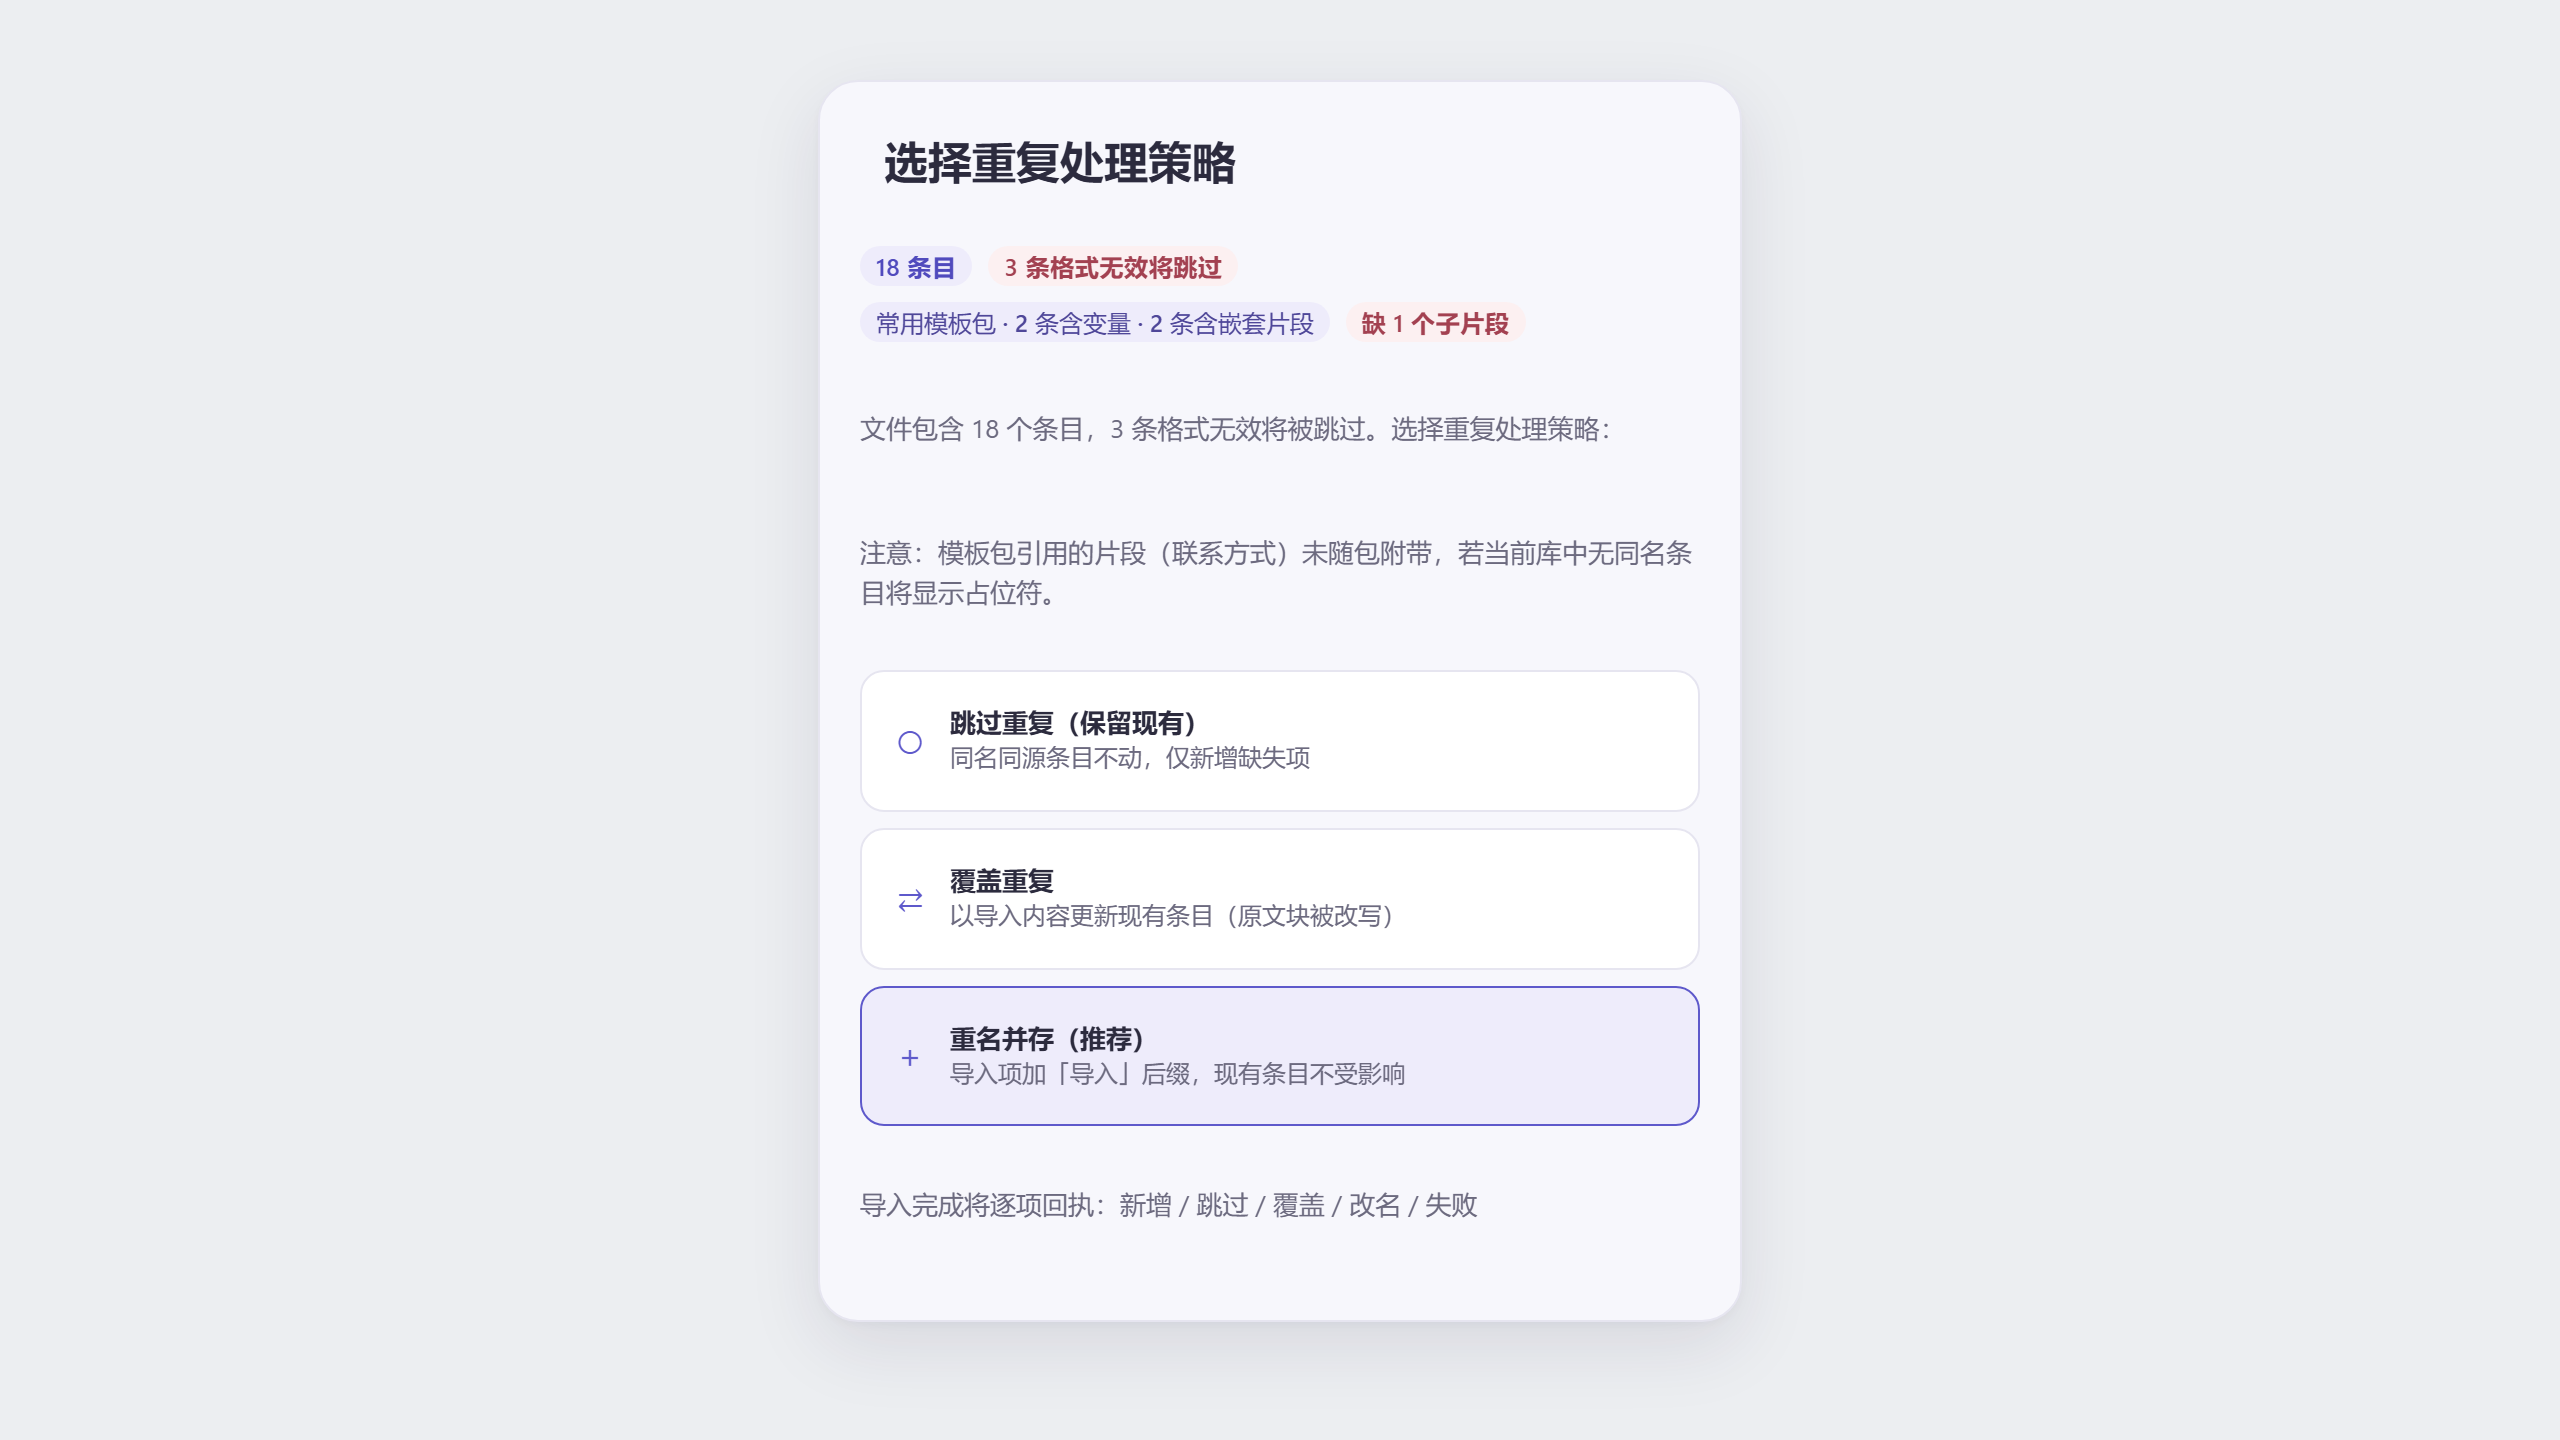 选择重复处理策略
18 条目 3 条格式无效将跳过
常用模板包 · 2 条含变量 · 2 条含嵌套片段 缺 1 个子片段
文件包含 18 个条目，3 条格式无效将被跳过。选择重复处理策略：
注意：模板包引用的片段（联系方式）未随包附带，若当前库中无同名条
目将显示占位符。
跳过重复（保留现有）
同名同源条目不动，仅新增缺失项
覆盖重复
以导入内容更新现有条目（原文块被改写）
重名并存（推荐）
导入项加「导入」后缀，现有条目不受影响
导入完成将逐项回执：新增 / 跳过 / 覆盖 / 改名 / 失败